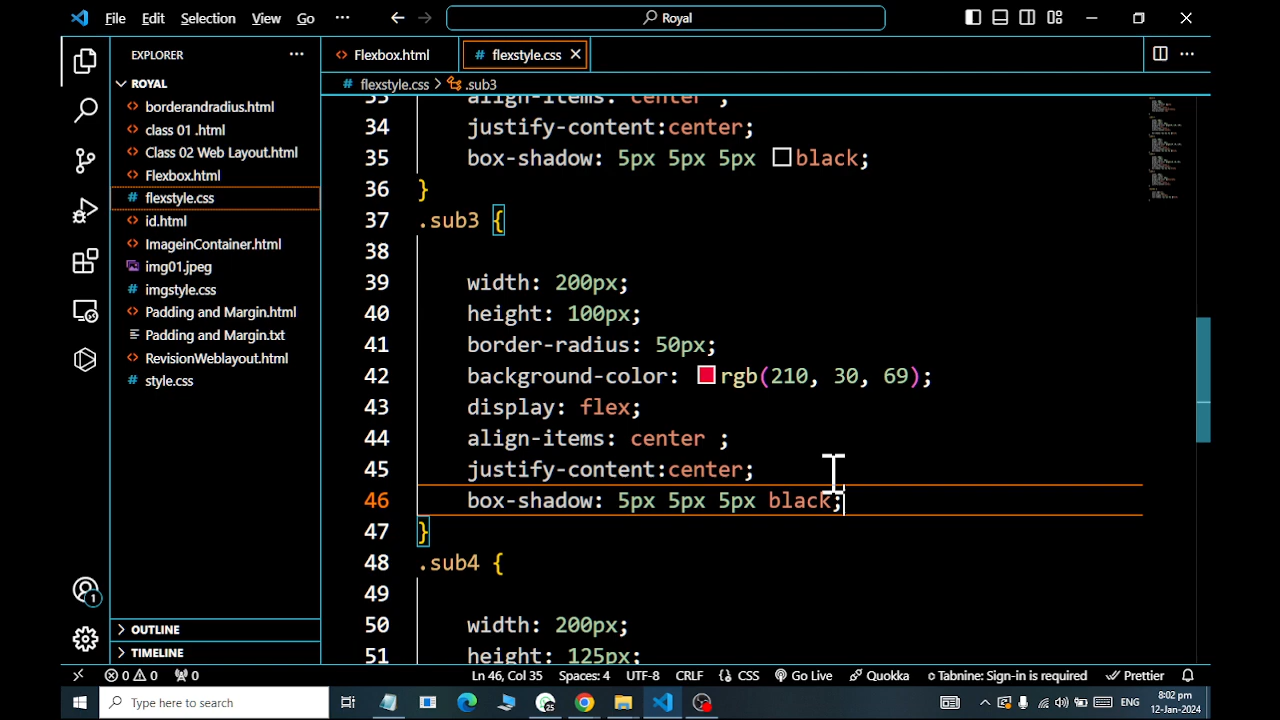 File Edit Selection View Go ··· Royal
EXPLORER ···
Flexbox.html # flexstyle.css
# flexstyle.css > .sub3
ROYAL
borderandradius.html
class 01 .html
Class 02 Web Layout.html
Flexbox.html
# flexstyle.css
id.html
ImageinContainer.html
img01.jpeg
# imgstyle.css
Padding and Margin.html
Padding and Margin.txt
RevisionWeblayout.html
# style.css
OUTLINE
TIMELINE
align-items: center ;
34 justify-content:center;
35 box-shadow: 5px 5px 5px black;
36 }
37 .sub3 {
38
39 width: 200px;
40 height: 100px;
41 border-radius: 50px;
42 background-color: rgb(210, 30, 69);
43 display: flex;
44 align-items: center ;
45 justify-content:center;
46 box-shadow: 5px 5px 5px black;
47 }
48 .sub4 {
49
50 width: 200px;
51 height: 125px;
1
0 0 0 Ln 46, Col 35 Spaces: 4 UTF-8 CRLF {} CSS Go Live Quokka Tabnine: Sign-in is required Prettier
Type here to search 25 ENG 8:02 pm
12-Jan-2024